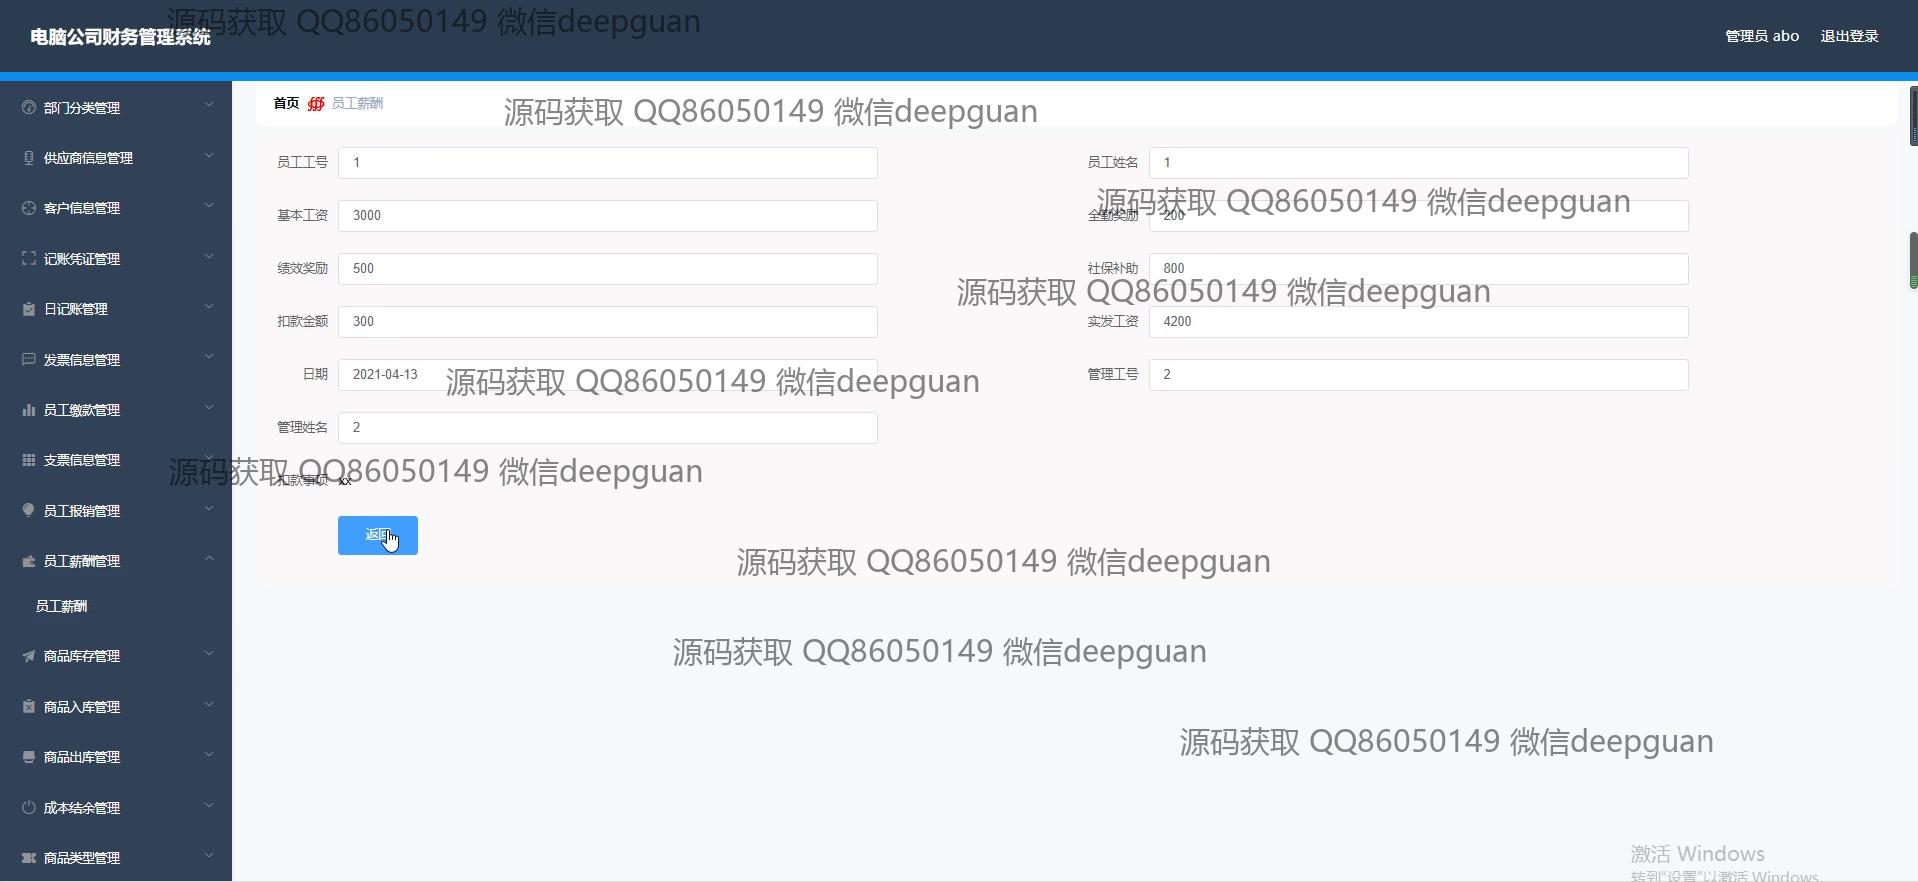 源码获取 QQ86050149 微信deepguan
电脑公司财务管理系统
管理员 abo 退出登录
首页 员工薪酬
源码获取 QQ86050149 微信deepguan
部门分类管理
供应商信息管理
客户信息管理
记账凭证管理
日记账管理
发票信息管理
员工缴款管理
支票信息管理
员工报销管理
员工薪酬管理
员工薪酬
商品库存管理
商品入库管理
商品出库管理
成本结余管理
商品类型管理
员工工号 1 员工姓名 1
源码获取 QQ86050149 微信deepguan
基本工资 3000 全勤奖励 200
绩效奖励 500 社保补助 800
源码获取 QQ86050149 微信deepguan
扣款金额 300 实发工资 4200
日期 2021-04-13 管理工号 2
源码获取 QQ86050149 微信deepguan
管理姓名 2
源码获取 QQ86050149 微信deepguan
扣款事项 xx
返回
源码获取 QQ86050149 微信deepguan
源码获取 QQ86050149 微信deepguan
源码获取 QQ86050149 微信deepguan
激活 Windows
转到"设置"以激活 Windows。